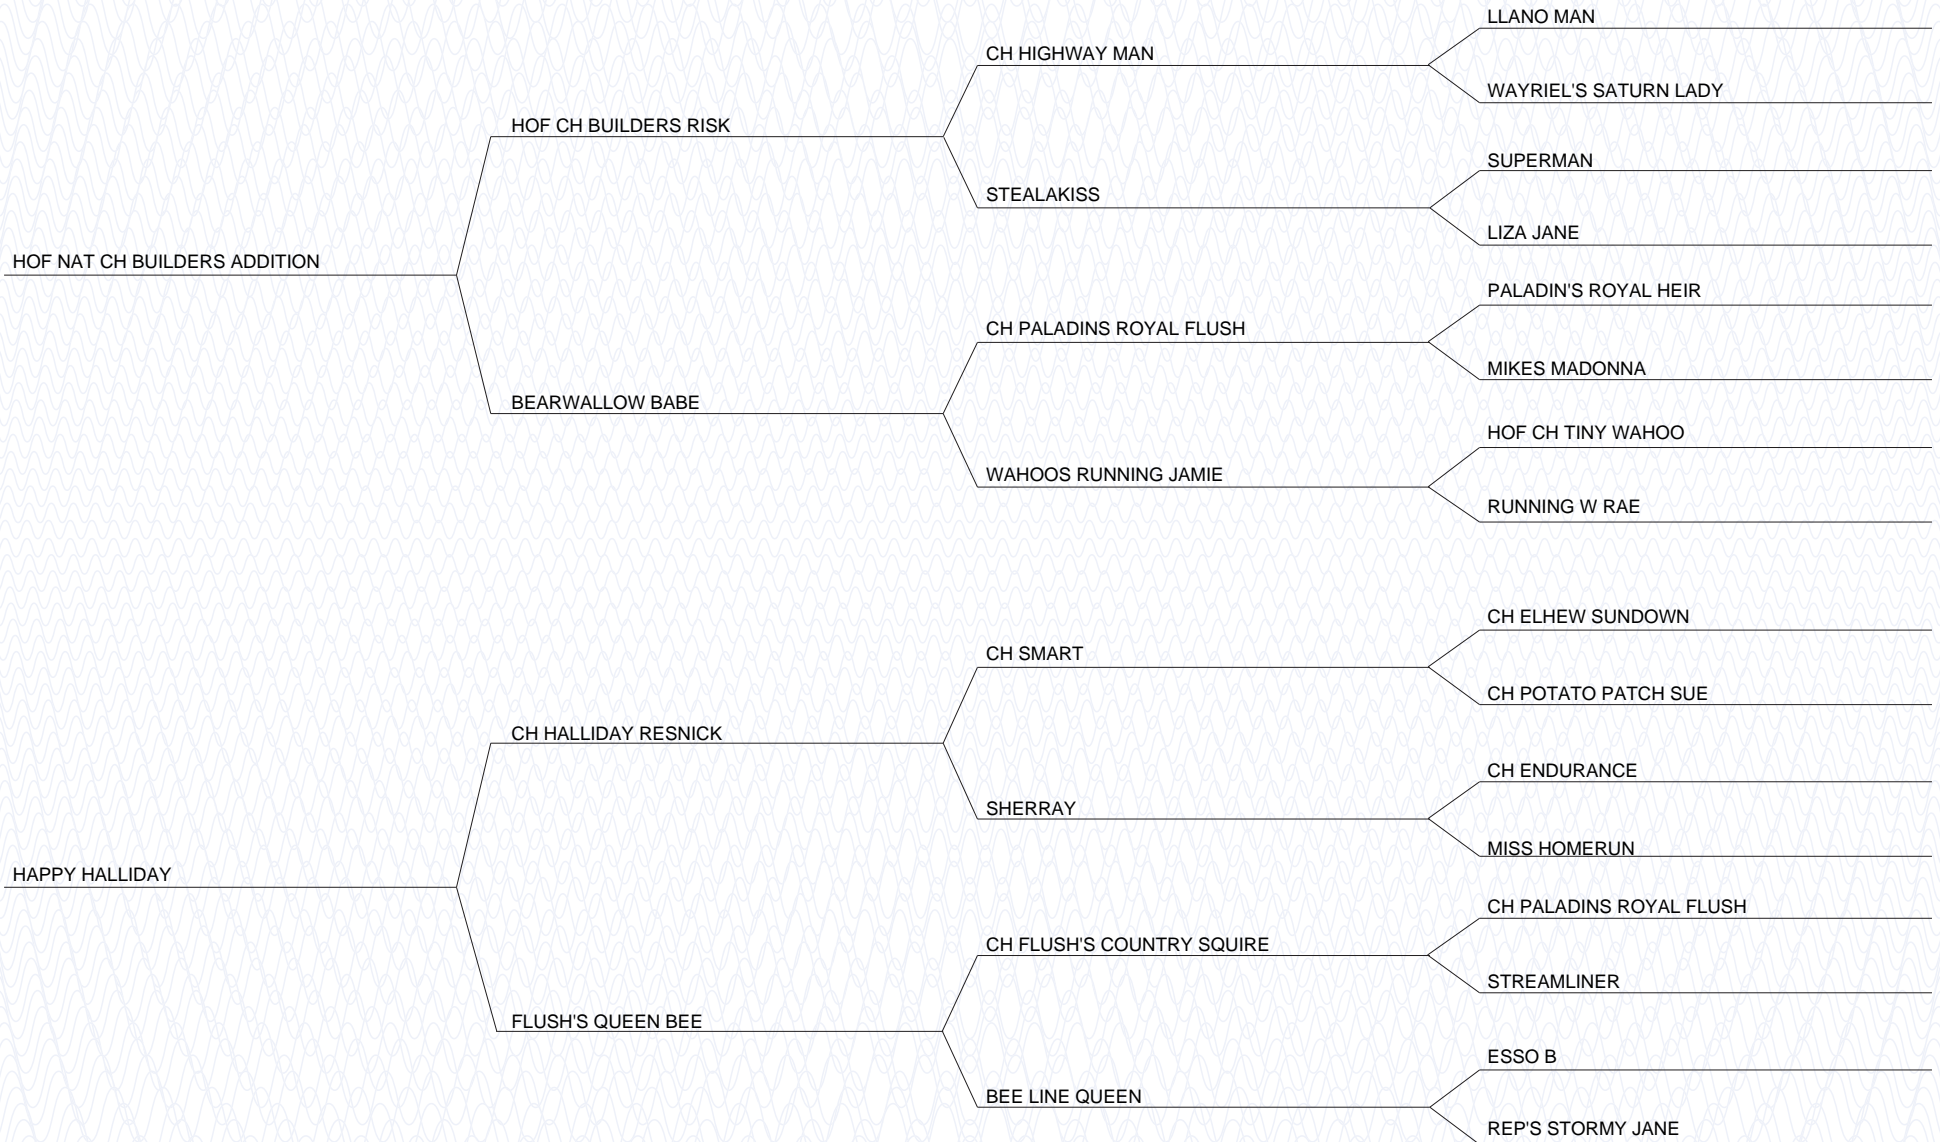 LLANO MAN
CH HIGHWAY MAN
WAYRIEL'S SATURN LADY
HOF CH BUILDERS RISK
SUPERMAN
STEALAKISS
LIZA JANE
HOF NAT CH BUILDERS ADDITION
PALADIN'S ROYAL HEIR
CH PALADINS ROYAL FLUSH
MIKES MADONNA
BEARWALLOW BABE
HOF CH TINY WAHOO
WAHOOS RUNNING JAMIE
RUNNING W RAE
CH ELHEW SUNDOWN
CH SMART
CH POTATO PATCH SUE
CH HALLIDAY RESNICK
CH ENDURANCE
SHERRAY
MISS HOMERUN
HAPPY HALLIDAY
CH PALADINS ROYAL FLUSH
CH FLUSH'S COUNTRY SQUIRE
STREAMLINER
FLUSH'S QUEEN BEE
ESSO B
BEE LINE QUEEN
REP'S STORMY JANE